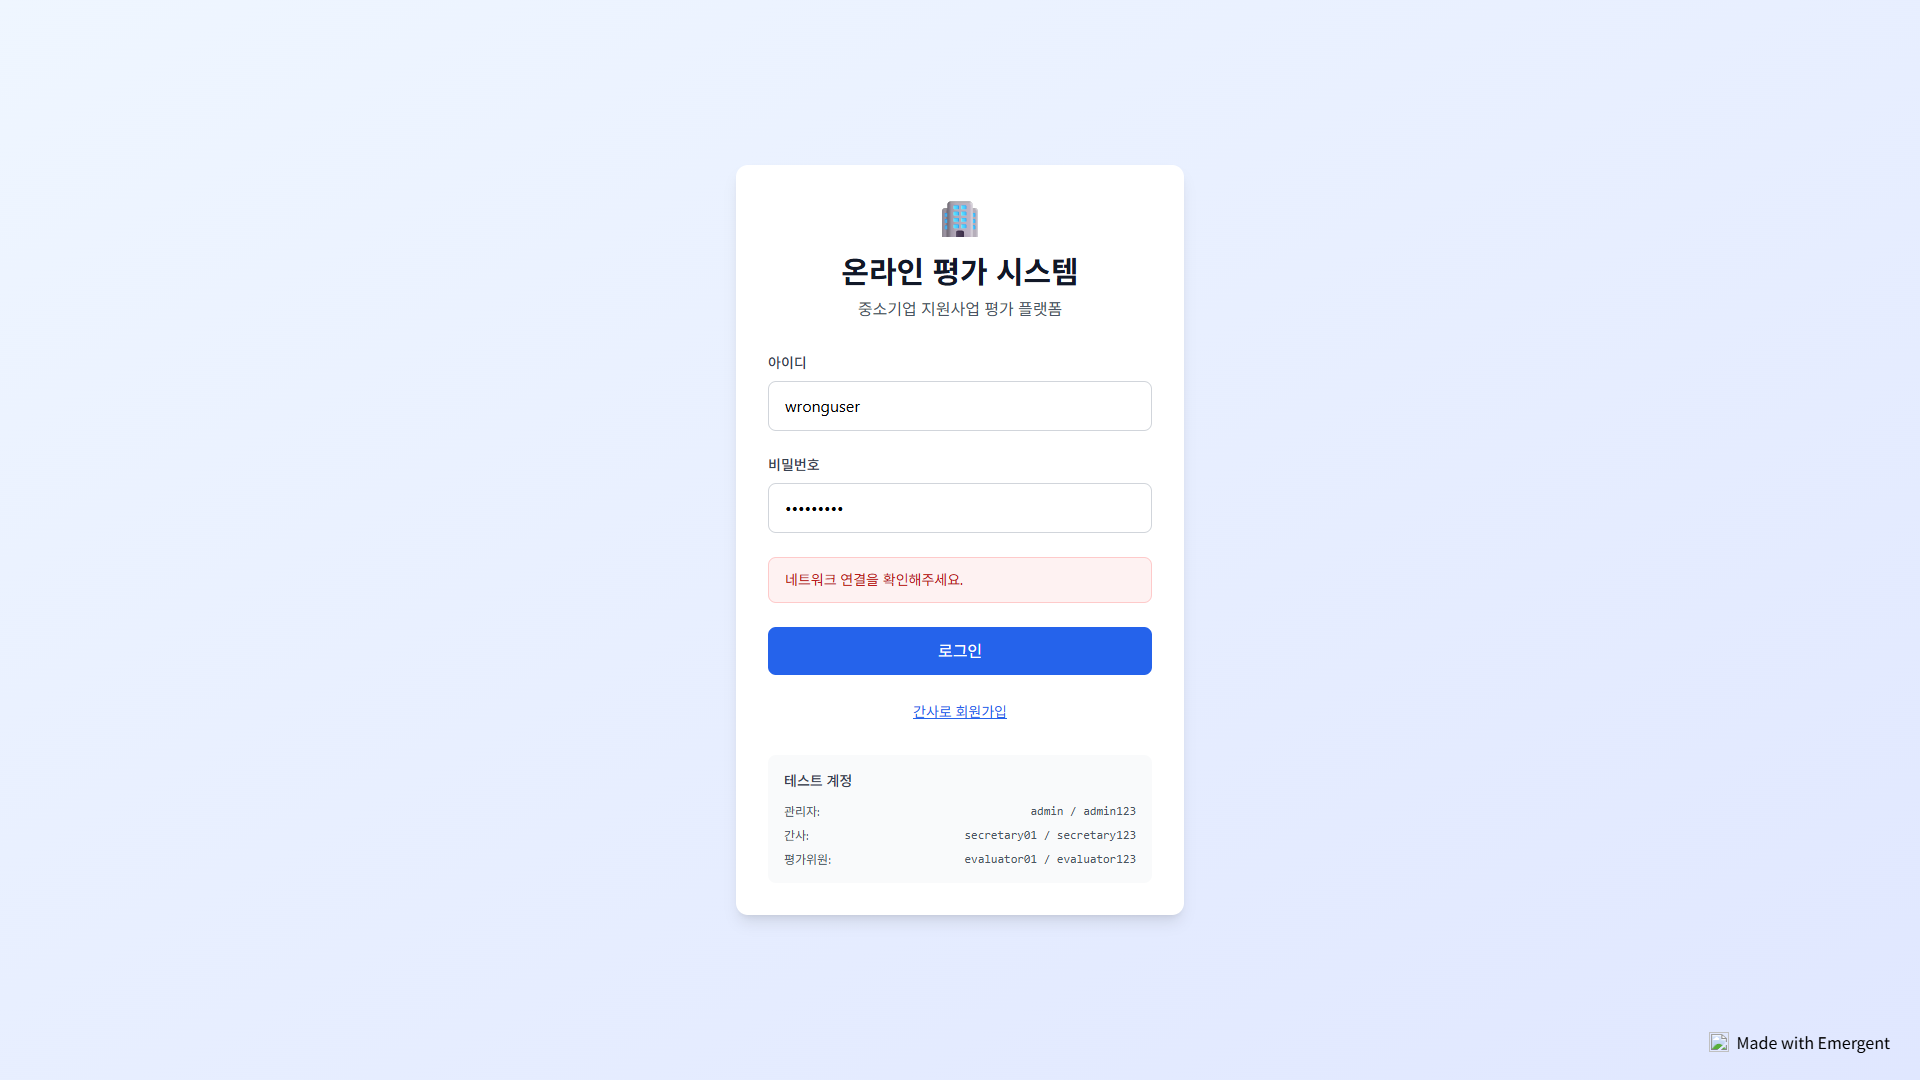 온라인 평가 시스템
중소기업 지원사업 평가 플랫폼
아이디
wronguser
비밀번호
•••••••••
네트워크 연결을 확인해주세요.
로그인
간사로 회원가입
테스트 계정
관리자: admin / admin123
간사: secretary01 / secretary123
평가위원: evaluator01 / evaluator123
Made with Emergent